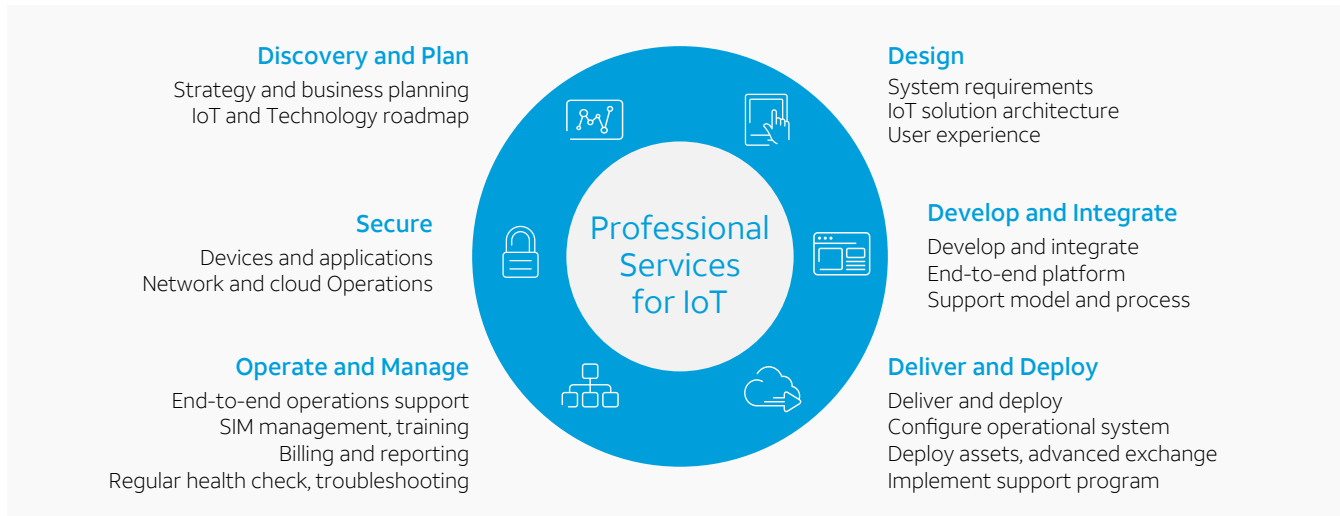 Discovery and Plan
Strategy and business planning
IoT and Technology roadmap
Design
System requirements
IoT solution architecture
User experience
Secure
Devices and applications
Network and cloud Operations
Professional
Services
for IoT
Develop and Integrate
Develop and integrate
End-to-end platform
Support model and process
Operate and Manage
End-to-end operations support
SIM management, training
Billing and reporting
Regular health check, troubleshooting
Deliver and Deploy
Deliver and deploy
Configure operational system
Deploy assets, advanced exchange
Implement support program